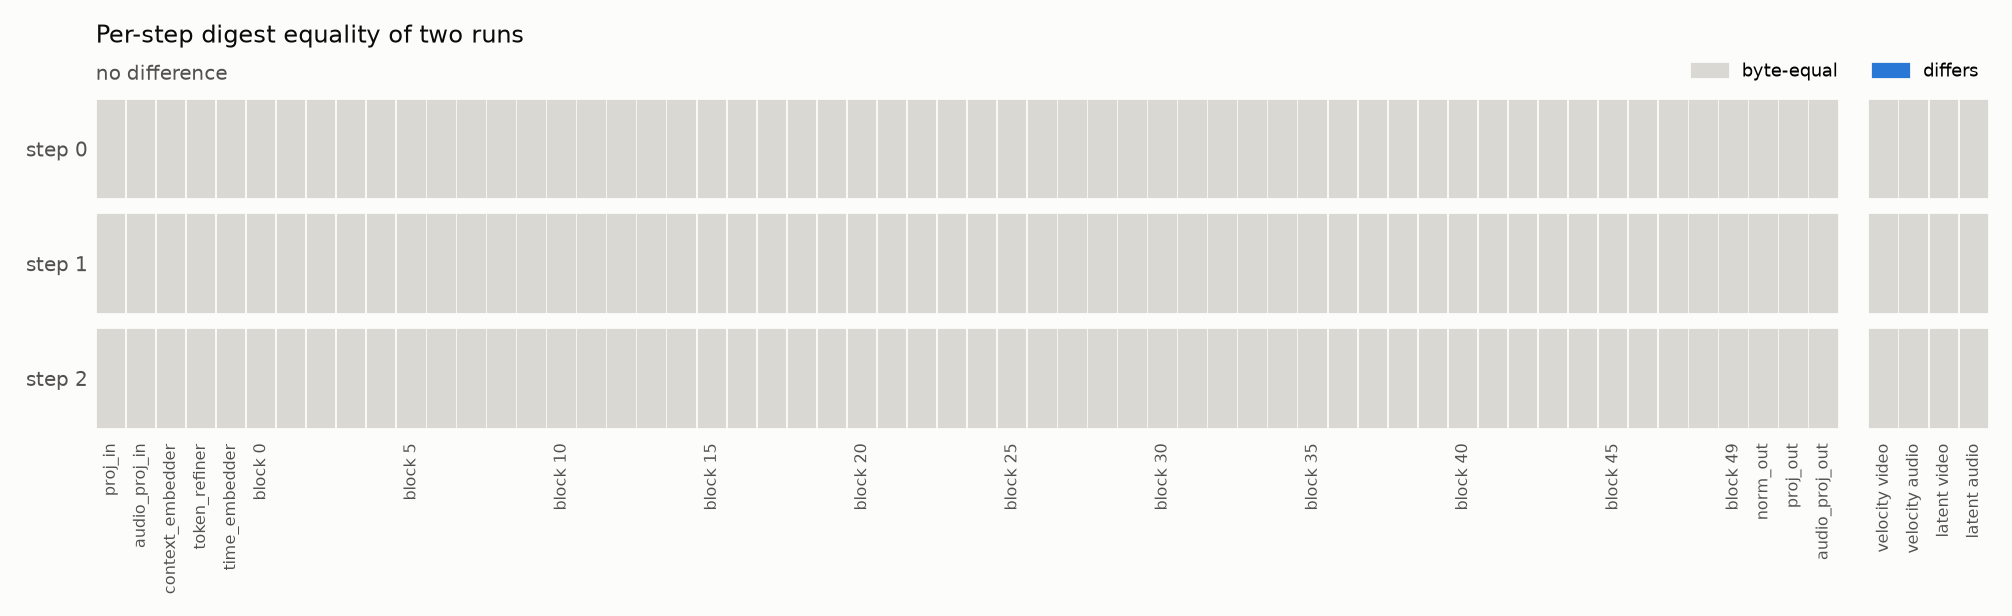 Per-step digest equality of two runs
no difference
byte-equal
differs
step 0
step 1
step 2
proj_in
audio_proj_in
context_embedder
token_refiner
time_embedder
block 0
block 5
block 10
block 15
block 20
block 25
block 30
block 35
block 40
block 45
block 49
norm_out
proj_out
audio_proj_out
velocity video
velocity audio
latent video
latent audio